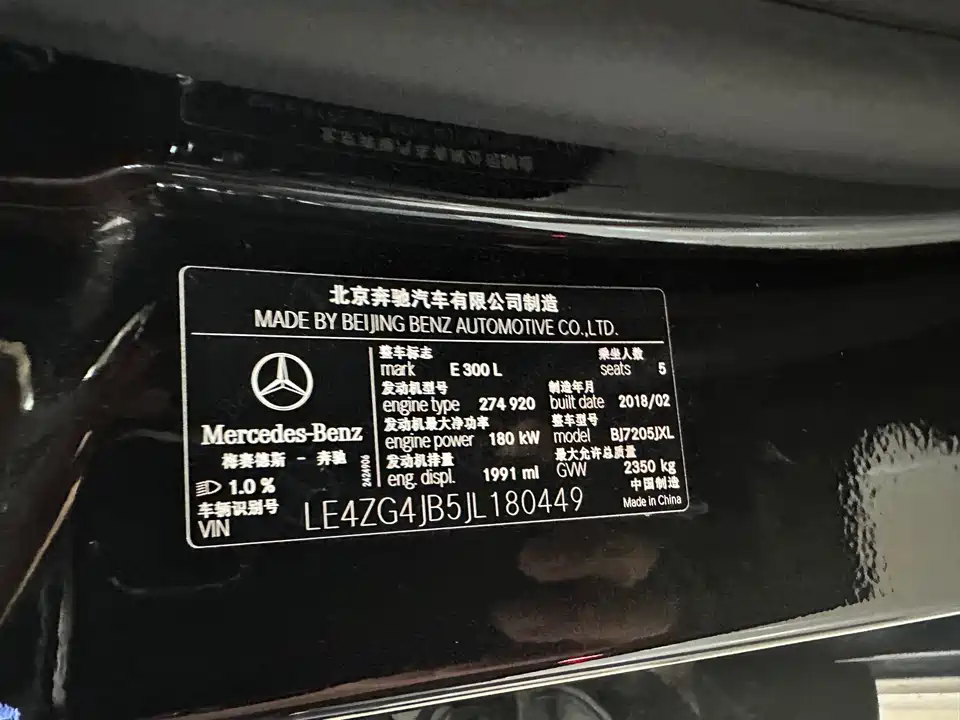 北京奔驰汽车有限公司制造
MADE BY BEIJING BENZ AUTOMOTIVE CO.,LTD.
Mercedes-Benz
梅赛德斯 - 奔驰
1.0 %
整车标志
mark E 300 L
乘坐人数
seats 5
发动机型号
engine type 274 920
制造年月
built date 2018/02
发动机最大净功率
engine power 180 kW
整车型号
model BJ7205JXL
发动机排量
eng. displ. 1991 ml
最大允许总质量
GVW 2350 kg
中国制造
Made in China
车辆识别号
VIN LE4ZG4JB5JL180449